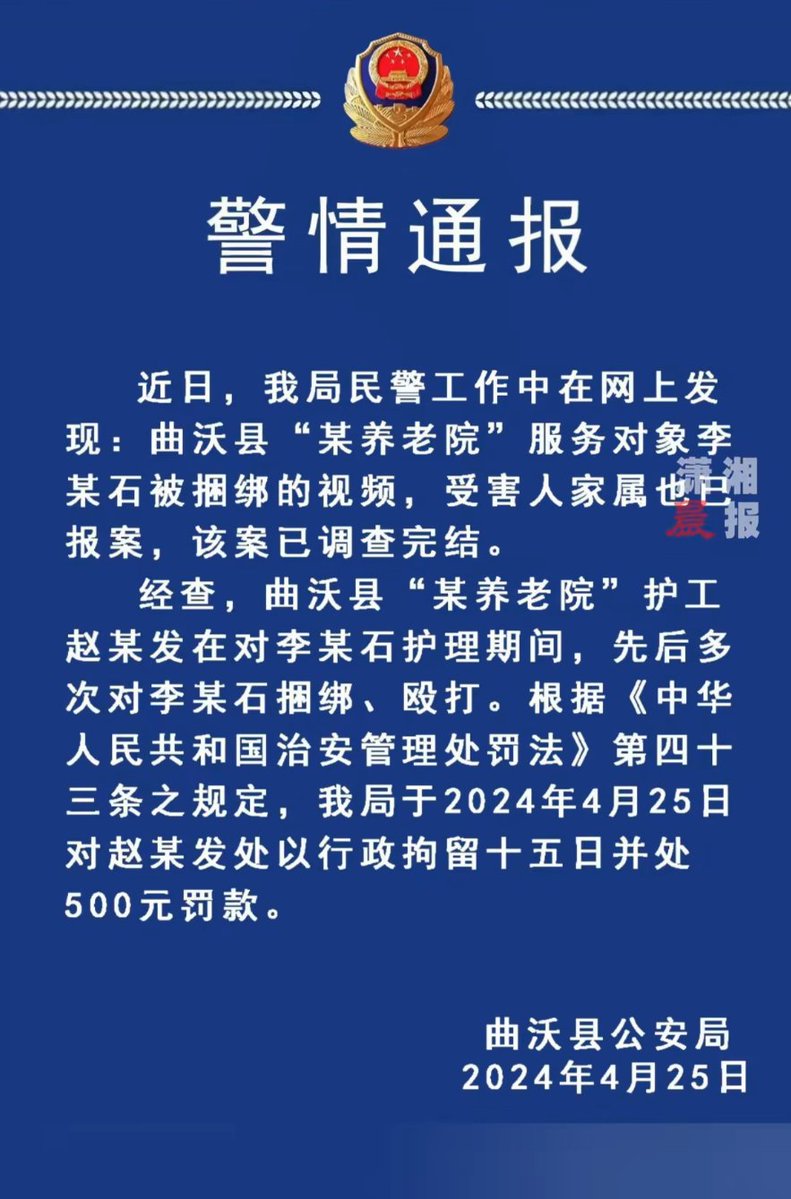 警情通报
近日，我局民警工作中在网上发
现：曲沃县“某养老院”服务对象李
某石被捆绑的视频，受害人家属也已
报案，该案已调查完结。
经查，曲沃县“某养老院”护工
赵某发在对李某石护理期间，先后多
次对李某石捆绑、殴打。根据《中华
人民共和国治安管理处罚法》第四十
三条之规定，我局于2024年4月25日
对赵某发处以行政拘留十五日并处
500元罚款。
潇湘
晨报
曲沃县公安局
2024年4月25日